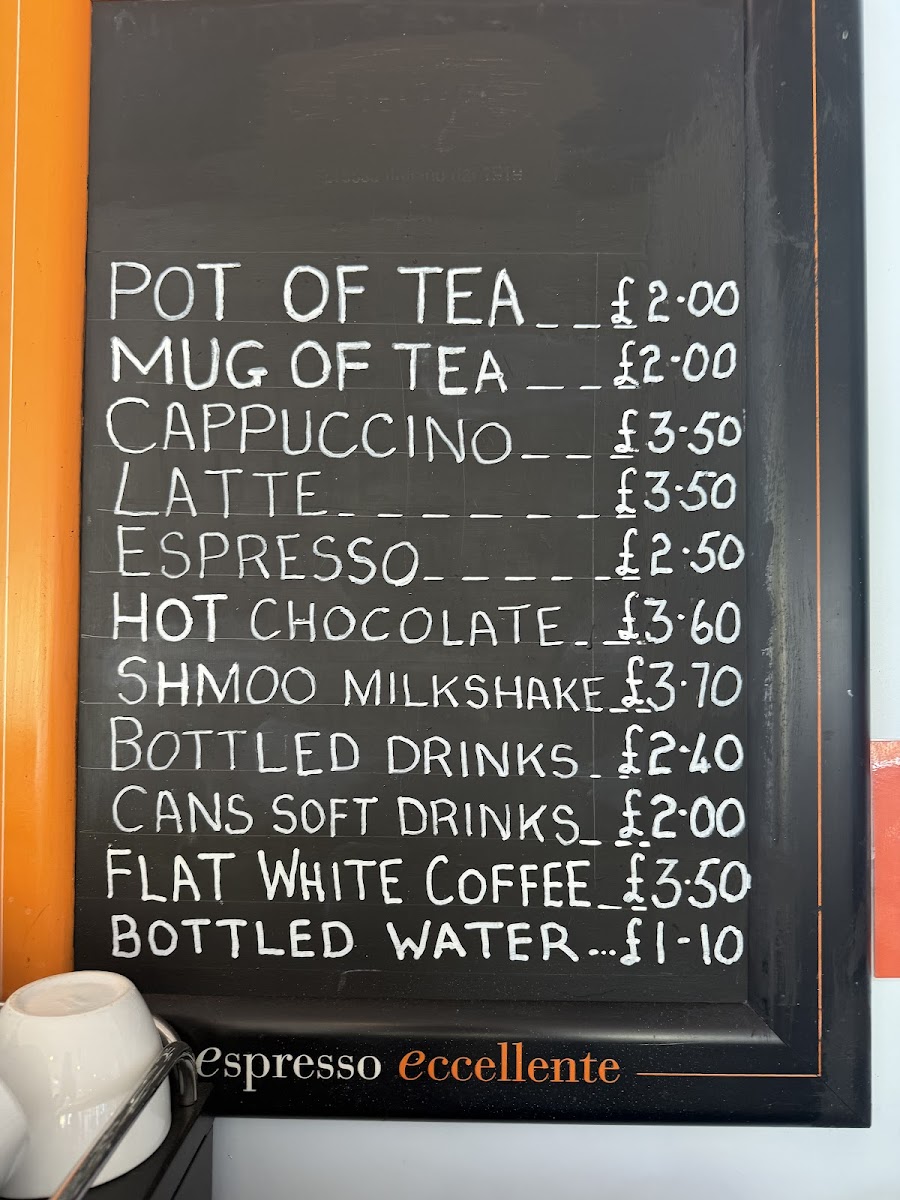 POT OF TEA__£2·00
MUG OF TEA__£2-00
CAPPUCCINO__£3·50
LATTE______£3·50
ESPRESSO_____£2·50
HOT CHOCOLATE__£3·60
SHMOO MILKSHAKE_£3·70
BOTTLED DRINKS_£2·40
CANS SOFT DRINKS_£2·00
FLAT WHITE COFFEE_£3·50
BOTTLED WATER...£1-10
espresso eccellente